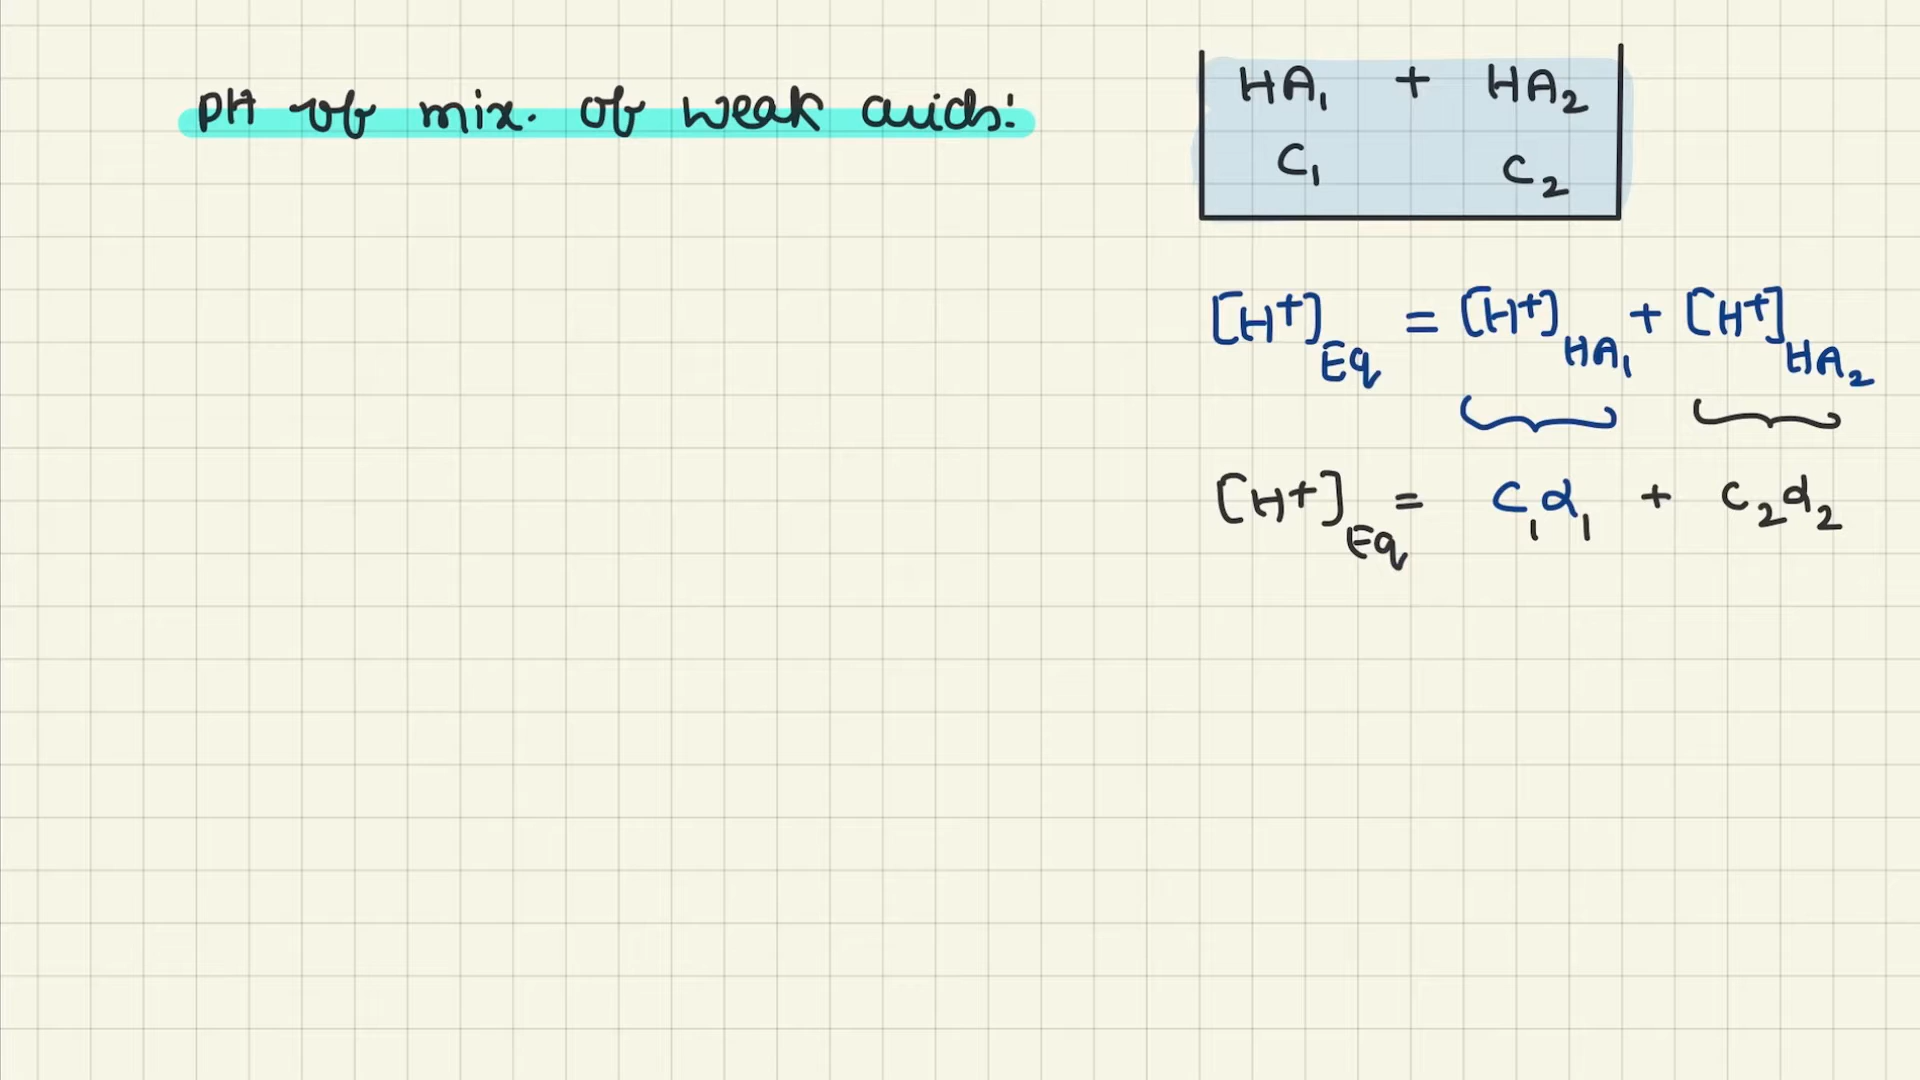 pH of mix. of weak acids:
HA₁ + HA₂
C₁ C₂
[H⁺]Eq = [H⁺]HA₁ + [H⁺]HA₂
[H⁺]Eq = C₁α₁ + C₂α₂